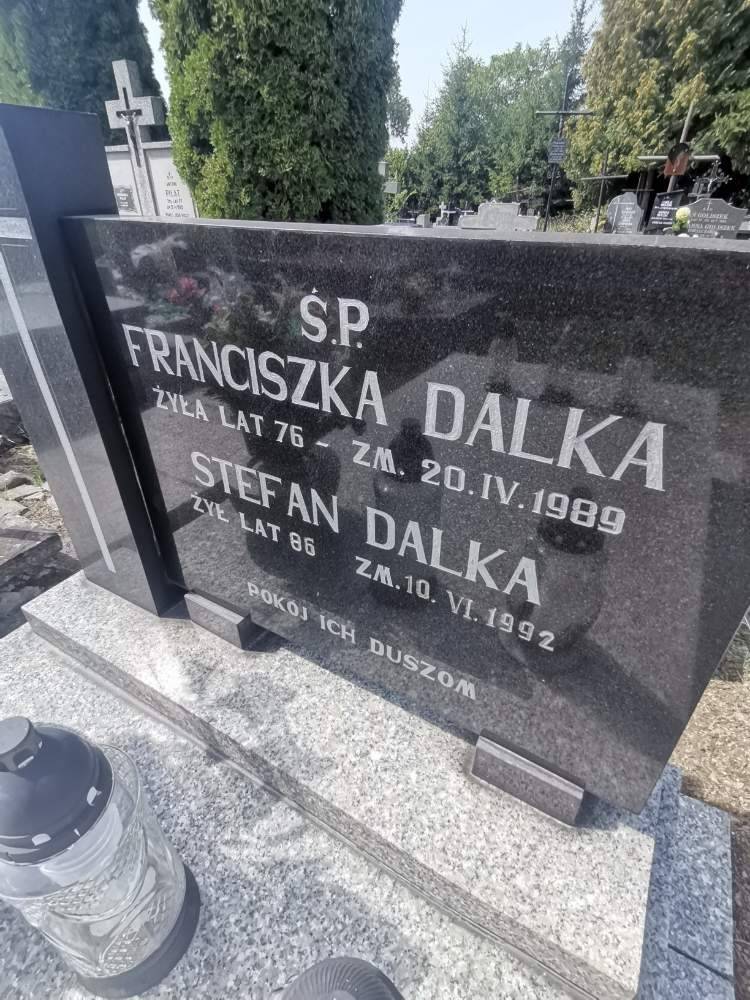 Ś.P.
FRANCISZKA DALKA
ŻYŁA LAT 76 - ZM. 20.IV.1989
STEFAN DALKA
ŻYŁ LAT 86 ZM.10.VI.1992
POKÓJ ICH DUSZOM
GOLISZEK